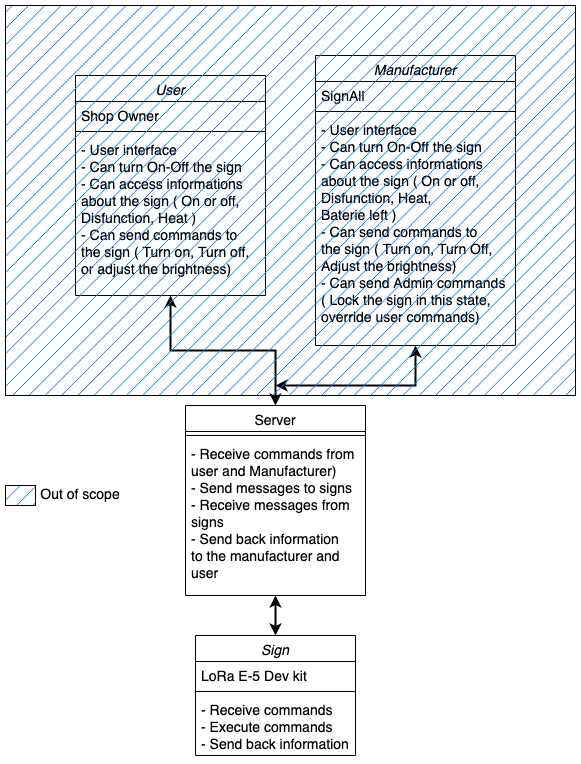 User
Shop Owner
- User interface
- Can turn On-Off the sign
- Can access informations
about the sign ( On or off,
Disfunction, Heat )
- Can send commands to
the sign ( Turn on, Turn off,
or adjust the brightness)
Manufacturer
SignAll
- User interface
- Can turn On-Off the sign
- Can access informations
about the sign ( On or off,
Disfunction, Heat,
Baterie left )
- Can send commands to
the sign ( Turn on, Turn Off,
Adjust the brightness)
- Can send Admin commands
( Lock the sign in this state,
override user commands)
Server
- Receive commands from
user and Manufacturer)
- Send messages to signs
- Receive messages from
signs
- Send back information
to the manufacturer and
user
Out of scope
Sign
LoRa E-5 Dev kit
- Receive commands
- Execute commands
- Send back information